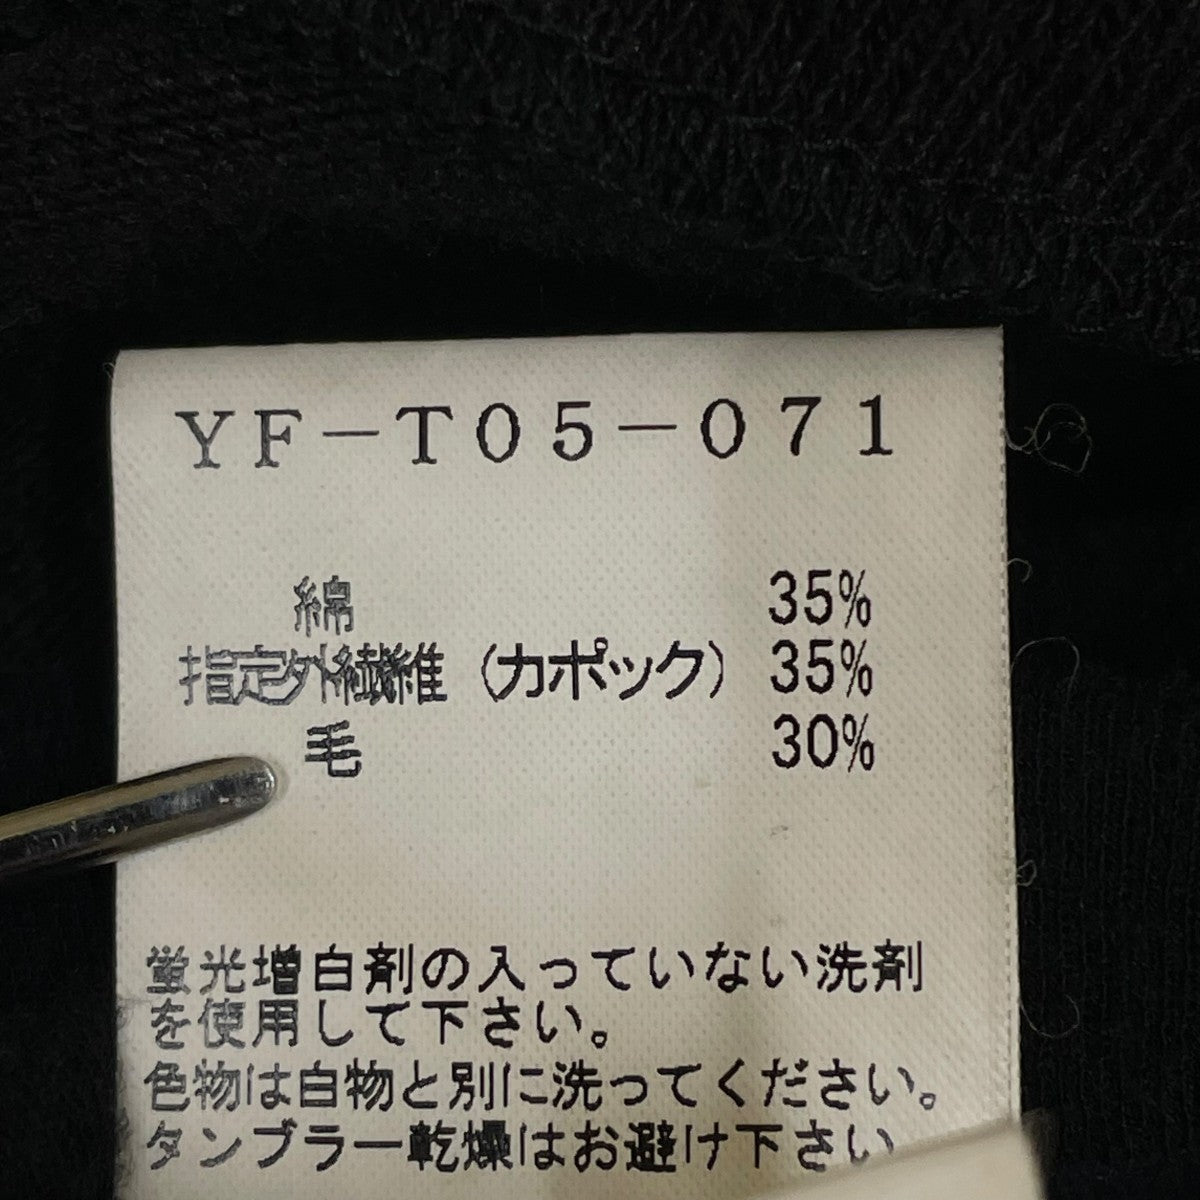 YF－T05－071
綿 35%
指定外繊維（カポック） 35%
毛 30%
蛍光増白剤の入っていない洗剤
を使用して下さい。
色物は白物と別に洗ってください。
タンブラー乾燥はお避け下さい